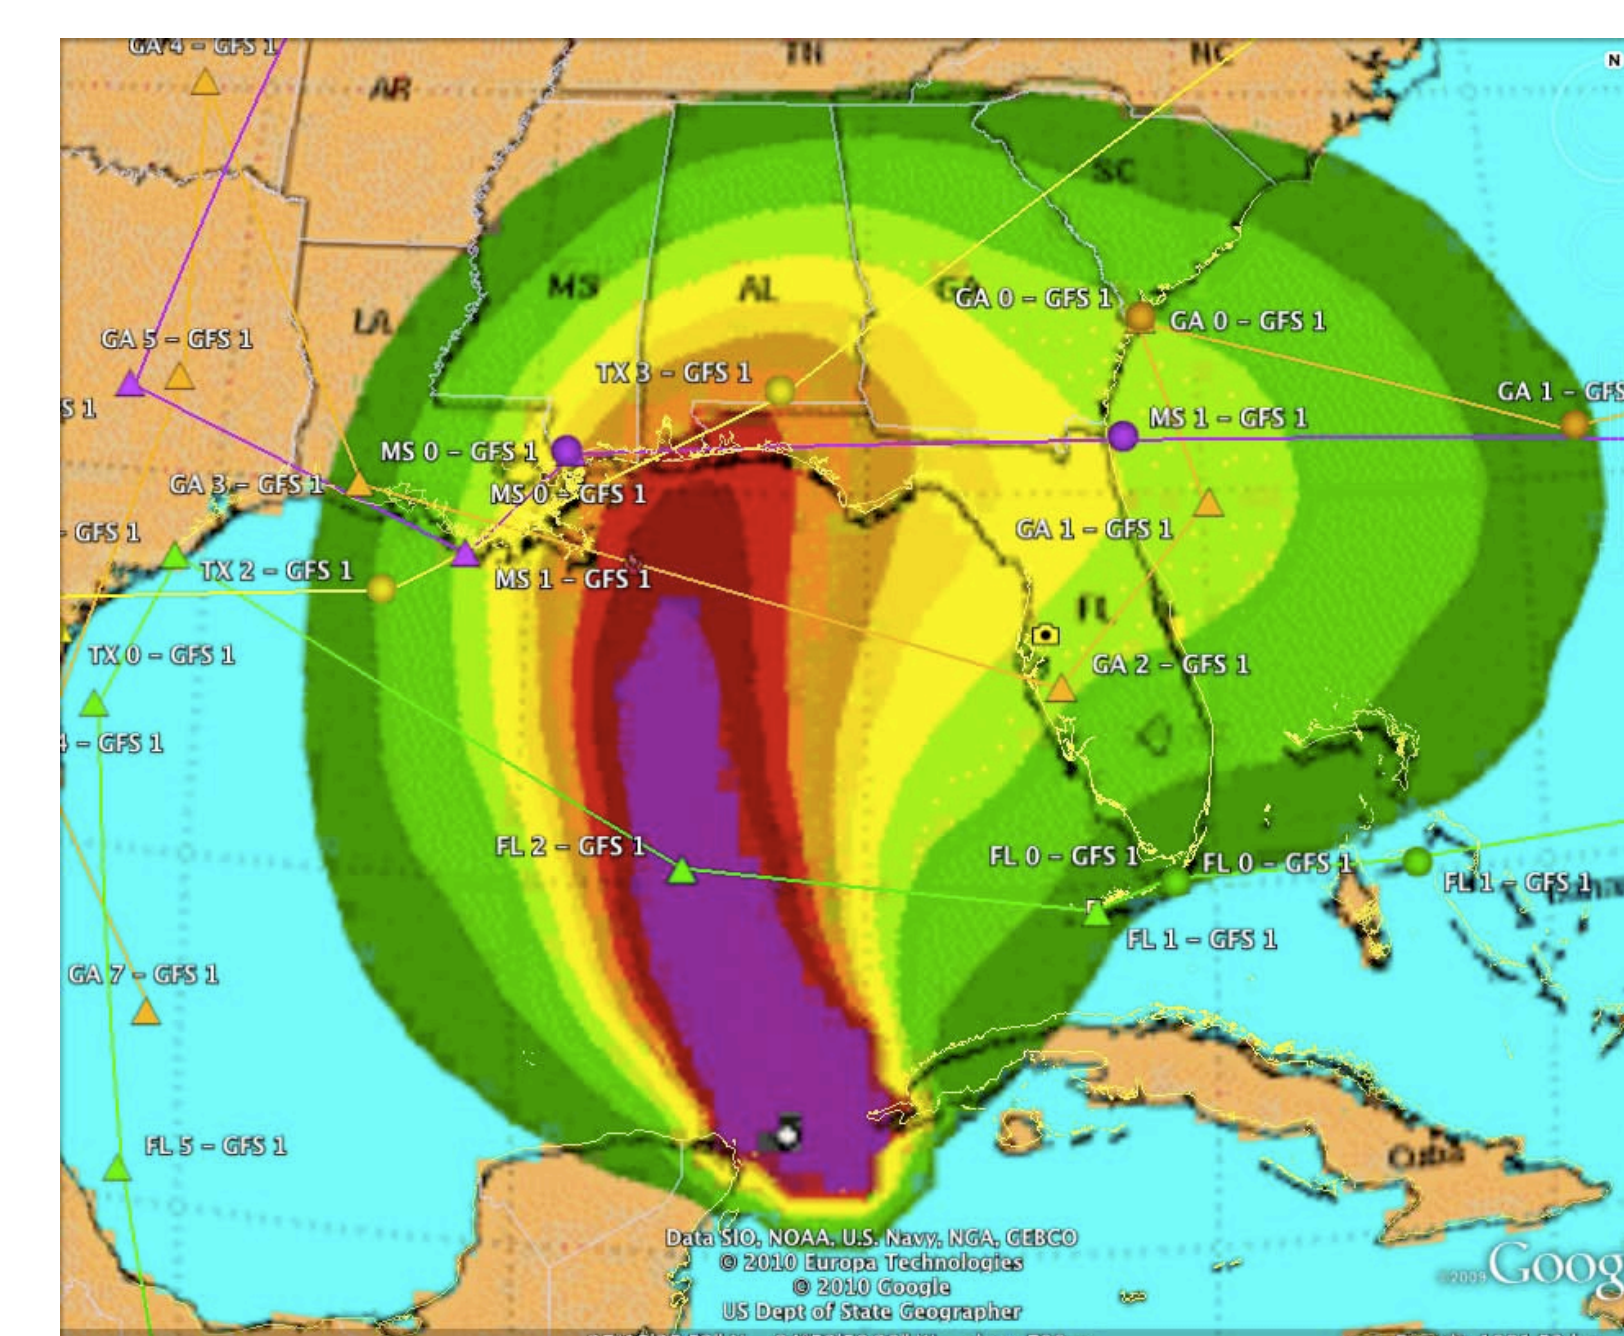 GA 4 – GFS 1
TN
NC
N
AR
SC
MS
AL
GA 0 – GFS 1
GA 0 – GFS 1
LA
GA 5 – GFS 1
TX 3 – GFS 1
GA 1 – GFS
S 1
MS 1 – GFS 1
MS 0 – GFS 1
GA 3 – GFS 1
MS 0 – GFS 1
– GFS 1
GA 1 – GFS 1
TX 2 – GFS 1
MS 1 – GFS 1
FL
TX 0 – GFS 1
GA 2 – GFS 1
4 – GFS 1
FL 2 – GFS 1
FL 0 – GFS 1
FL 0 – GFS 1
FL 1 – GFS 1
FL 1 – GFS 1
GA 7 – GFS 1
FL 5 – GFS 1
Cuba
Data SIO, NOAA, U.S. Navy, NGA, GEBCO
© 2010 Europa Technologies
© 2010 Google
US Dept of State Geographer
©2009 Goog